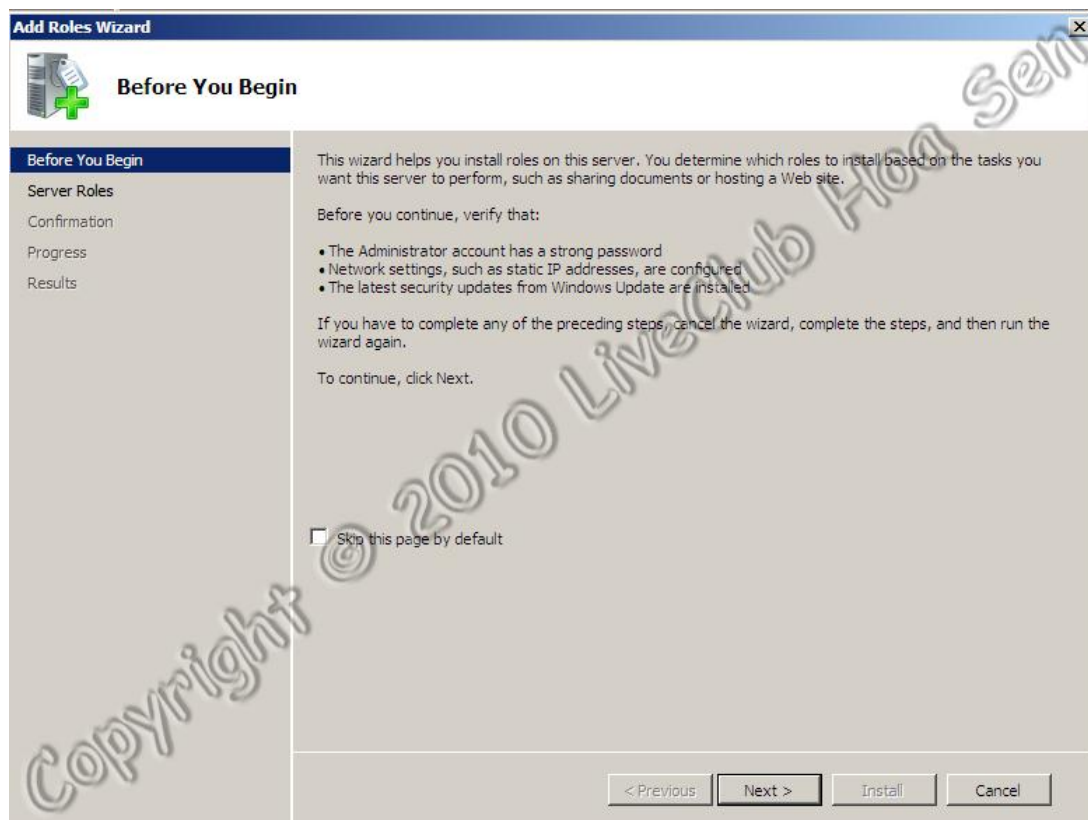 Add Roles Wizard
Before You Begin
Before You Begin
Server Roles
Confirmation
Progress
Results
This wizard helps you install roles on this server. You determine which roles to install based on the tasks you
want this server to perform, such as sharing documents or hosting a Web site.
Before you continue, verify that:
• The Administrator account has a strong password
• Network settings, such as static IP addresses, are configured
• The latest security updates from Windows Update are installed
If you have to complete any of the preceding steps, cancel the wizard, complete the steps, and then run the
wizard again.
To continue, click Next.
Skip this page by default
< Previous
Next >
Install
Cancel
Copyright © 2010 LiveClub Hoa Sen